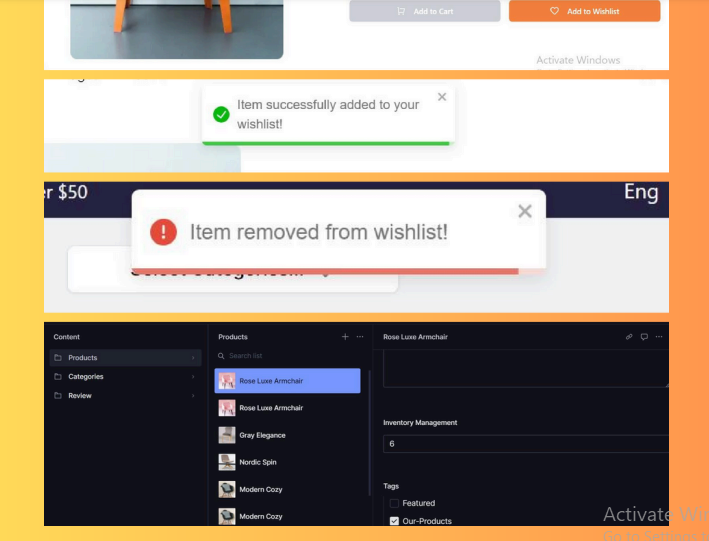 Add to Cart
Add to Wishlist
Activate Windows
Item successfully added to your
wishlist!
er $50
Eng
Item removed from wishlist!
Content
Products
Categories
Review
Products
Search list
Rose Luxe Armchair
Rose Luxe Armchair
Gray Elegance
Nordic Spin
Modern Cozy
Modern Cozy
Rose Luxe Armchair
Inventory Management
6
Tags
Featured
Our-Products
Activate Win